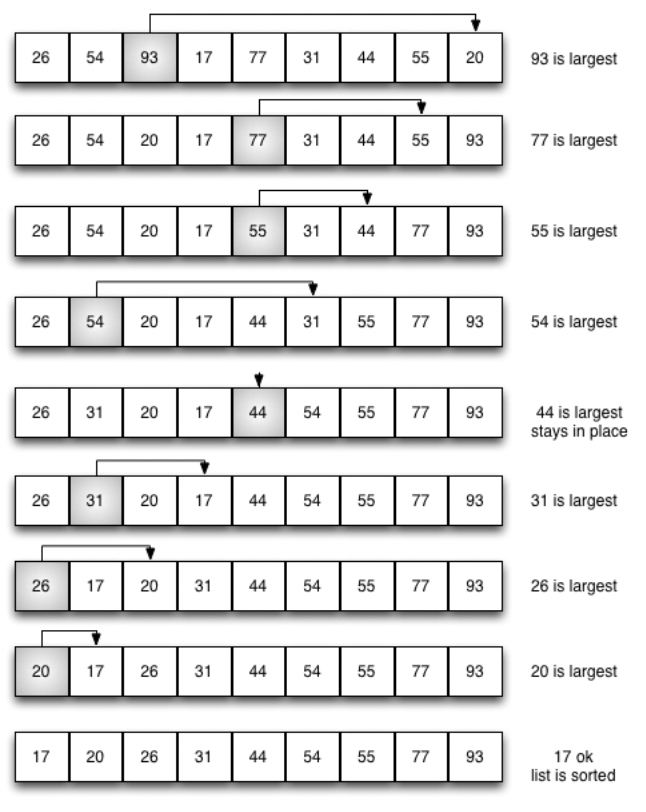 26 54 93 17 77 31 44 55 20 93 is largest
26 54 20 17 77 31 44 55 93 77 is largest
26 54 20 17 55 31 44 77 93 55 is largest
26 54 20 17 44 31 55 77 93 54 is largest
26 31 20 17 44 54 55 77 93 44 is largest
stays in place
26 31 20 17 44 54 55 77 93 31 is largest
26 17 20 31 44 54 55 77 93 26 is largest
20 17 26 31 44 54 55 77 93 20 is largest
17 20 26 31 44 54 55 77 93 17 ok
list is sorted